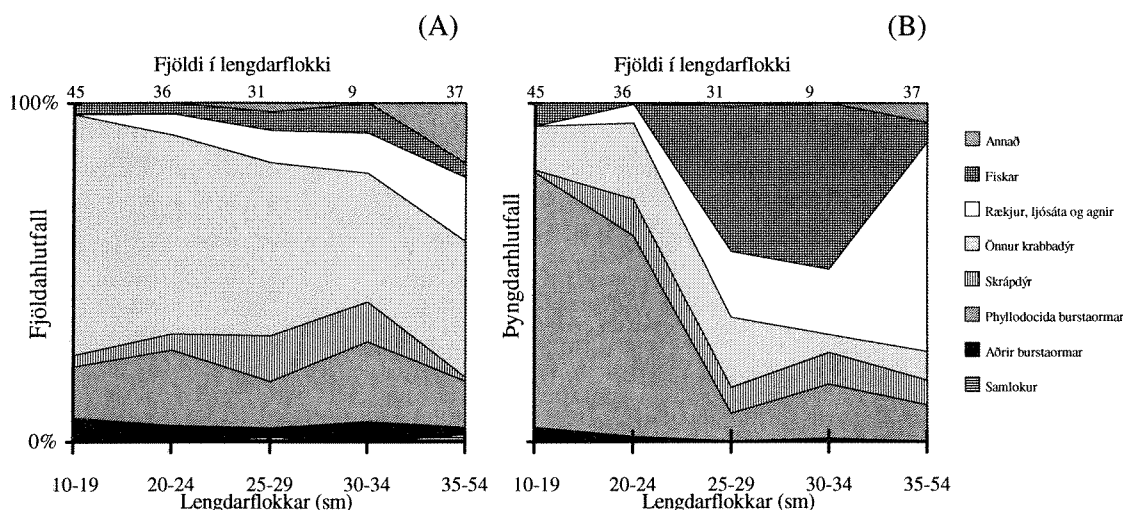 (A)
Fjöldi í lengdarflokki
45 36 31 9 37
100%
Fjöldahlutfall
0%
10-19 20-24 25-29 30-34 35-54
Lengdarflokkar (sm)
(B)
Fjöldi í lengdarflokki
45 36 31 9 37
Þyngdarhlutfall
10-19 20-24 25-29 30-34 35-54
Lengdarflokkar (sm)
Annað
Fiskar
Rækjur, ljósáta og agnir
Önnur krabbadýr
Skrápdýr
Phyllodocida burstaormar
Aðrir burstaormar
Samlokur